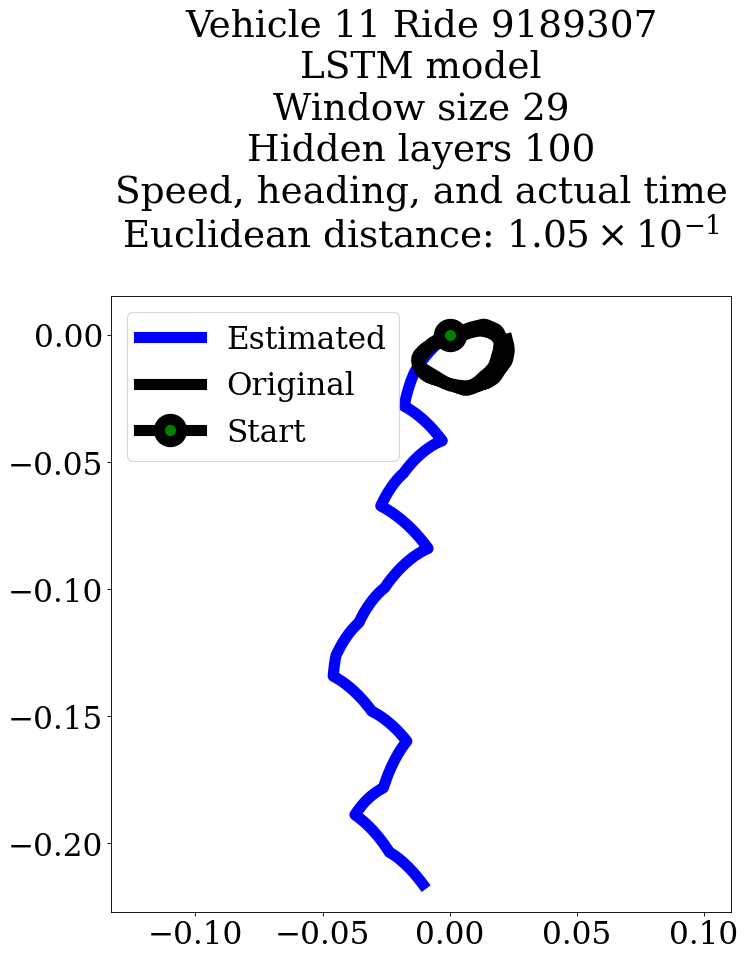 Vehicle 11 Ride 9189307
LSTM model
Window size 29
Hidden layers 100
Speed, heading, and actual time
Euclidean distance: 1.05 × 10⁻¹
Estimated
Original
Start
0.00
−0.05
−0.10
−0.15
−0.20
−0.10 −0.05 0.00 0.05 0.10